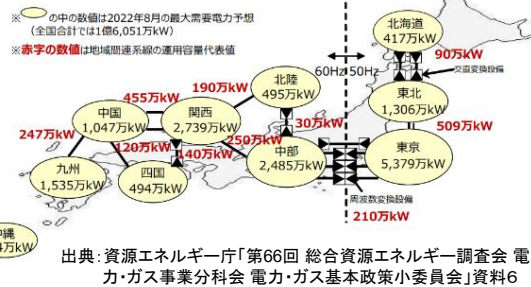 ※ の中の数値は2022年8月の最大需要電力予想
（全国合計では1億6,051万kW）
※赤字の数値は地域間連系線の運用容量代表値
北海道
417万kW
90万kW
交直変換設備
60Hz
50Hz
北陸
495万kW
190万kW
30万kW
東北
1,306万kW
509万kW
455万kW
関西
2,739万kW
中国
1,047万kW
250万kW
中部
2,485万kW
東京
5,379万kW
247万kW
120万kW
140万kW
九州
1,535万kW
四国
494万kW
周波数変換設備
210万kW
縄
4万kW
出典：資源エネルギー庁「第66回 総合資源エネルギー調査会 電
力・ガス事業分科会 電力・ガス基本政策小委員会」資料6